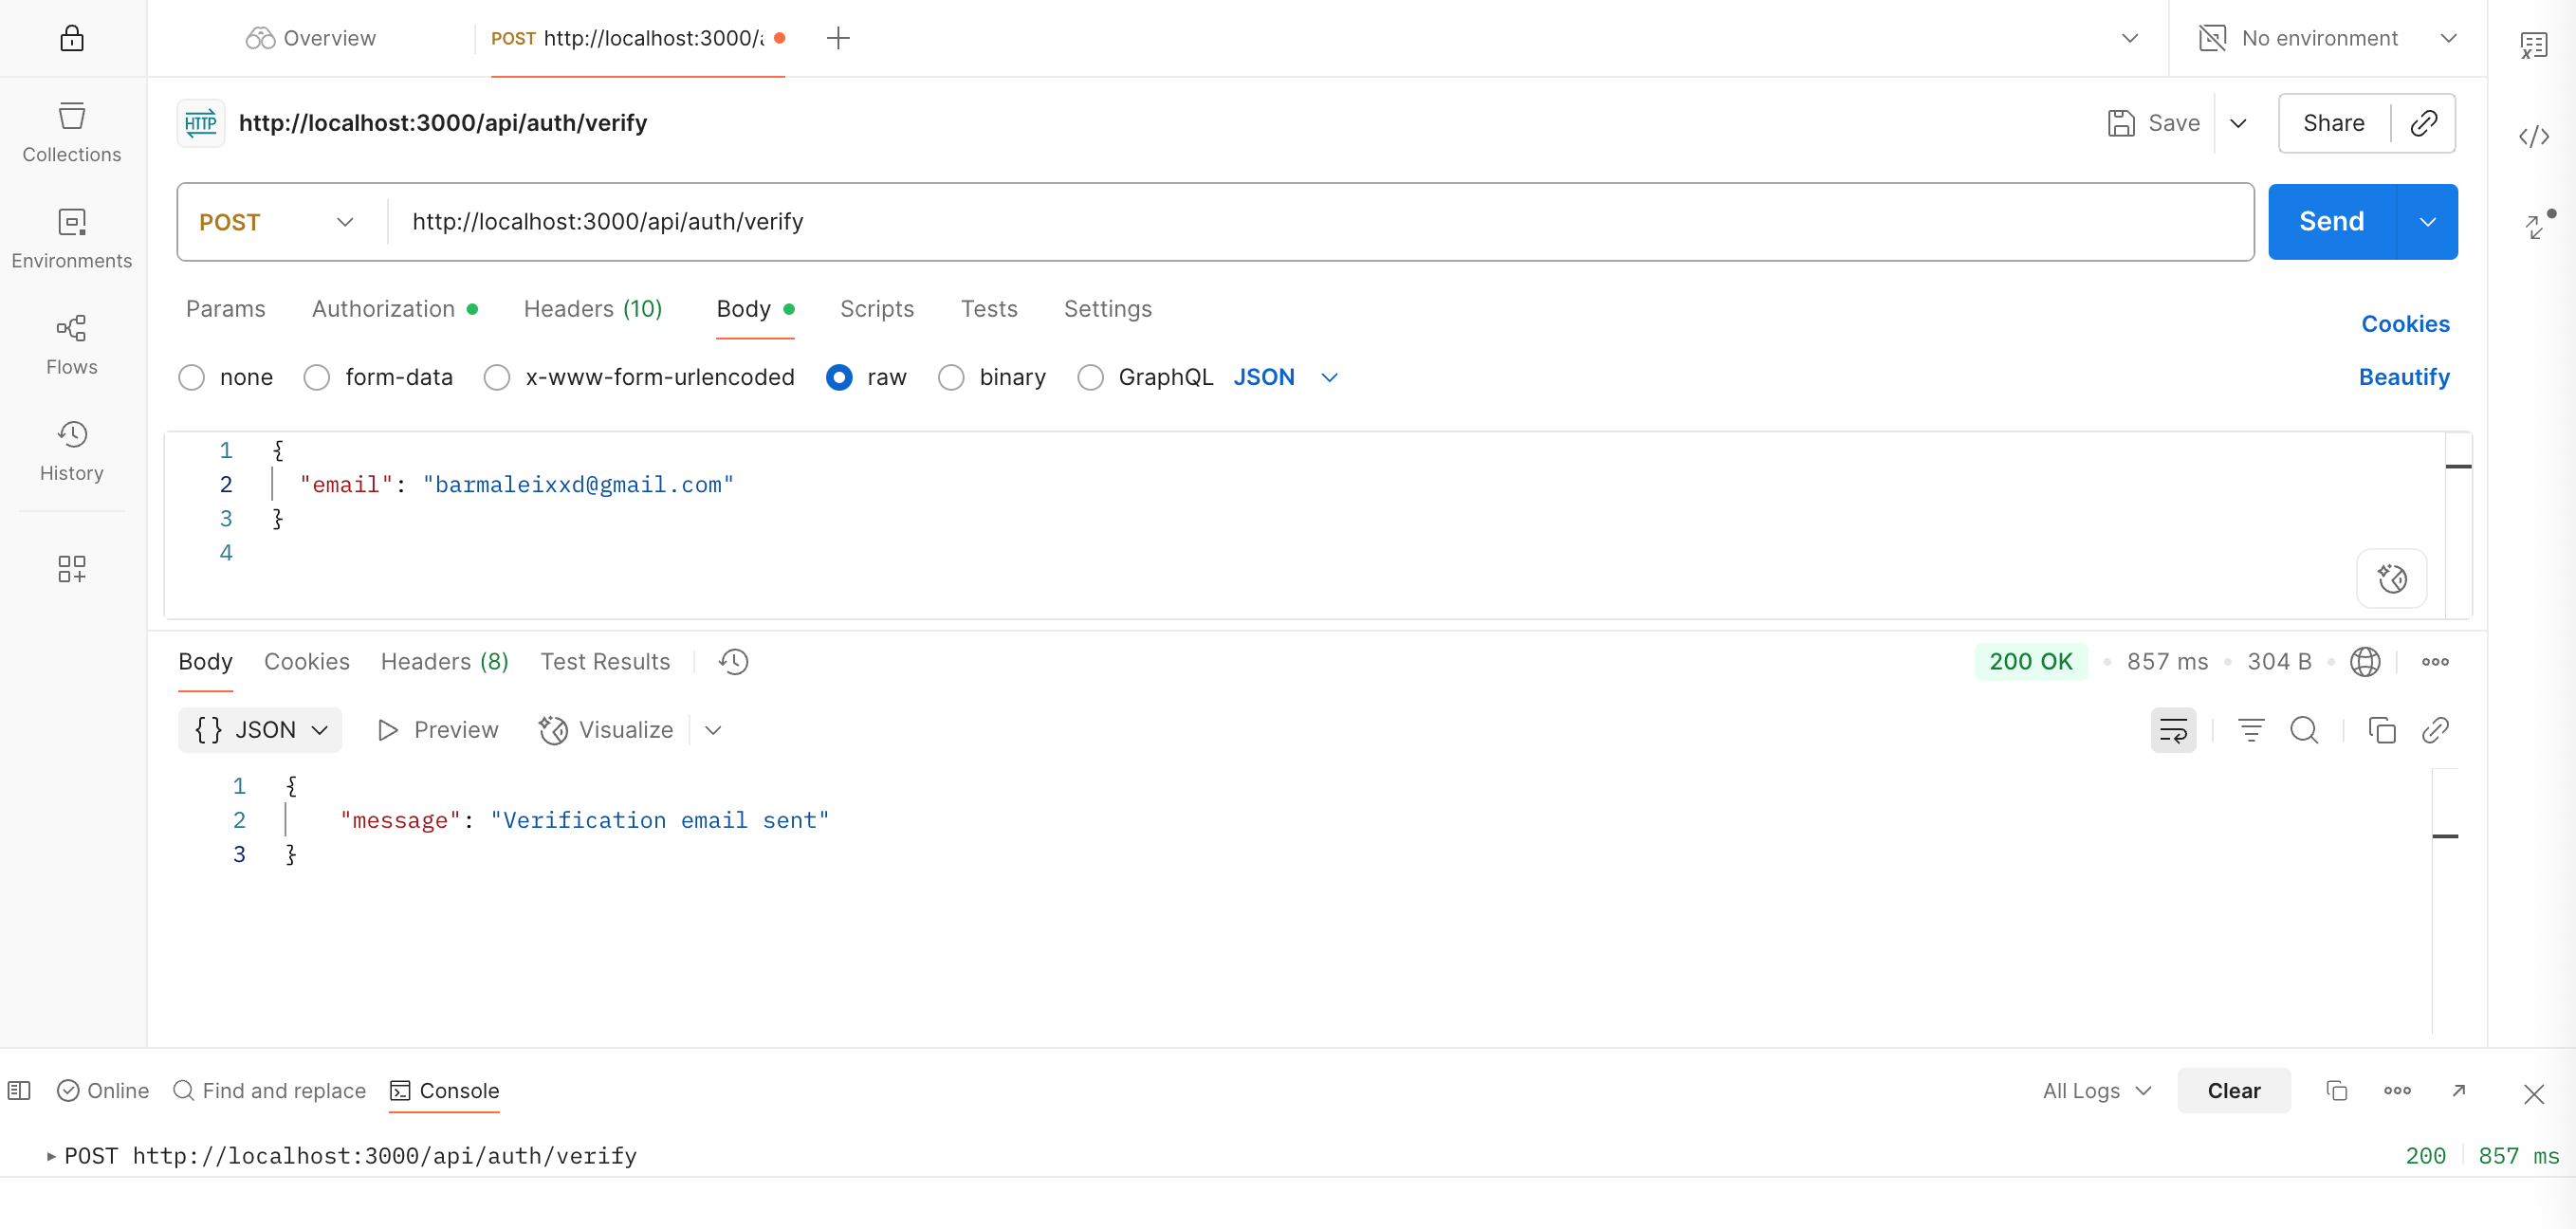 Overview
POST http://localhost:3000/a
No environment
Collections
Environments
Flows
History
HTTP http://localhost:3000/api/auth/verify
Save
Share
POST http://localhost:3000/api/auth/verify
Send
Params Authorization Headers (10) Body Scripts Tests Settings
Cookies
none form-data x-www-form-urlencoded raw binary GraphQL JSON
Beautify
1 {
2 "email": "barmaleixxd@gmail.com"
3 }
4
Body Cookies Headers (8) Test Results
200 OK • 857 ms • 304 B •
{} JSON Preview Visualize
1 {
2 "message": "Verification email sent"
3 }
Online Find and replace Console
All Logs Clear
POST http://localhost:3000/api/auth/verify
200 857 ms